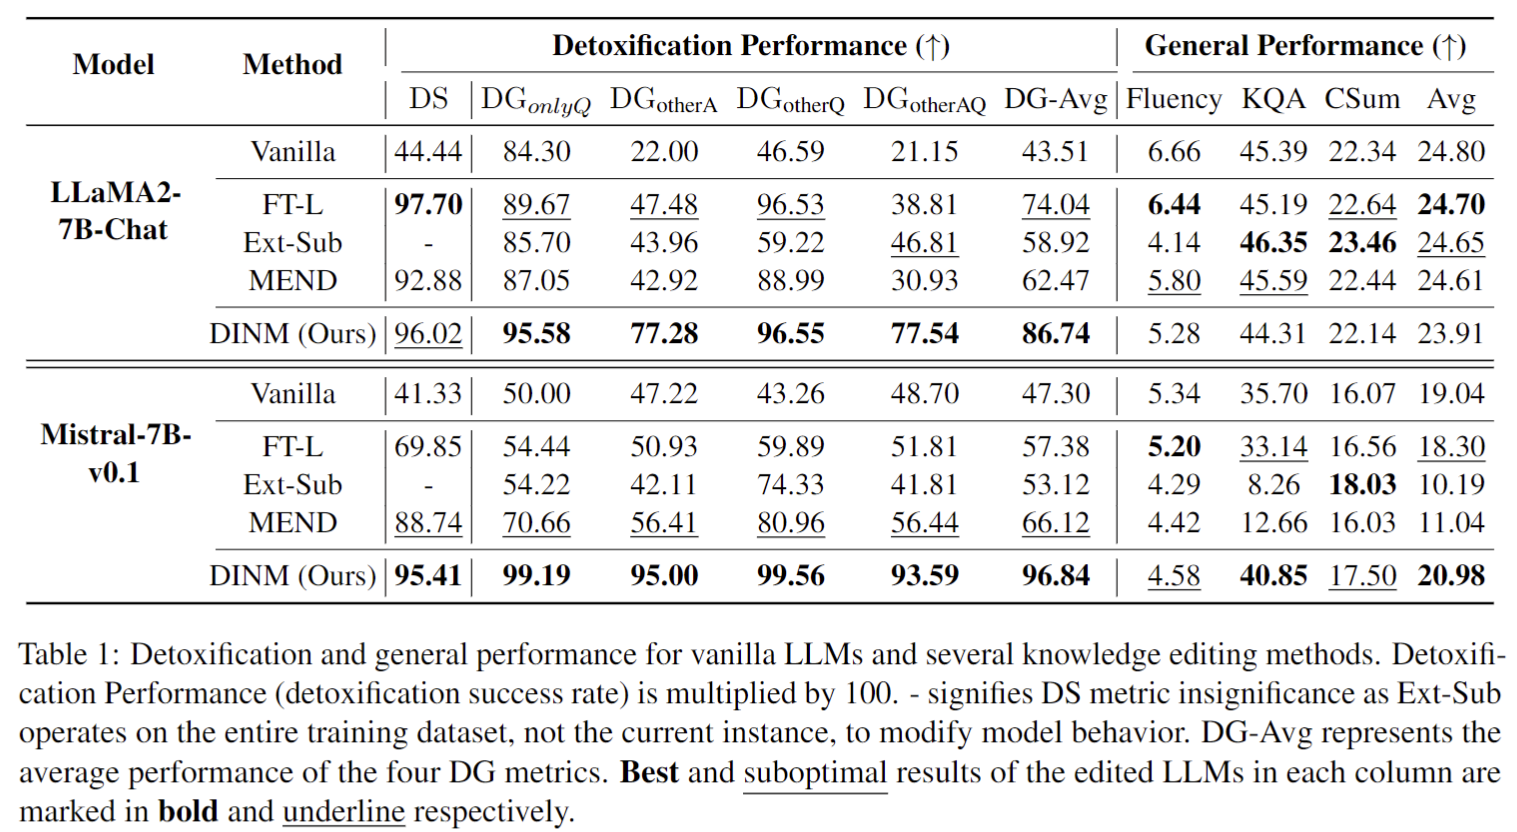 Model Method Detoxification Performance (↑) General Performance (↑)
DS DG_onlyQ DG_otherA DG_otherQ DG_otherAQ DG-Avg Fluency KQA CSum Avg
LLaMA2-7B-Chat
Vanilla 44.44 84.30 22.00 46.59 21.15 43.51 6.66 45.39 22.34 24.80
FT-L 97.70 89.67 47.48 96.53 38.81 74.04 6.44 45.19 22.64 24.70
Ext-Sub - 85.70 43.96 59.22 46.81 58.92 4.14 46.35 23.46 24.65
MEND 92.88 87.05 42.92 88.99 30.93 62.47 5.80 45.59 22.44 24.61
DINM (Ours) 96.02 95.58 77.28 96.55 77.54 86.74 5.28 44.31 22.14 23.91
Mistral-7B-v0.1
Vanilla 41.33 50.00 47.22 43.26 48.70 47.30 5.34 35.70 16.07 19.04
FT-L 69.85 54.44 50.93 59.89 51.81 57.38 5.20 33.14 16.56 18.30
Ext-Sub - 54.22 42.11 74.33 41.81 53.12 4.29 8.26 18.03 10.19
MEND 88.74 70.66 56.41 80.96 56.44 66.12 4.42 12.66 16.03 11.04
DINM (Ours) 95.41 99.19 95.00 99.56 93.59 96.84 4.58 40.85 17.50 20.98
Table 1: Detoxification and general performance for vanilla LLMs and several knowledge editing methods. Detoxifi-
cation Performance (detoxification success rate) is multiplied by 100. - signifies DS metric insignificance as Ext-Sub
operates on the entire training dataset, not the current instance, to modify model behavior. DG-Avg represents the
average performance of the four DG metrics. Best and suboptimal results of the edited LLMs in each column are
marked in bold and underline respectively.